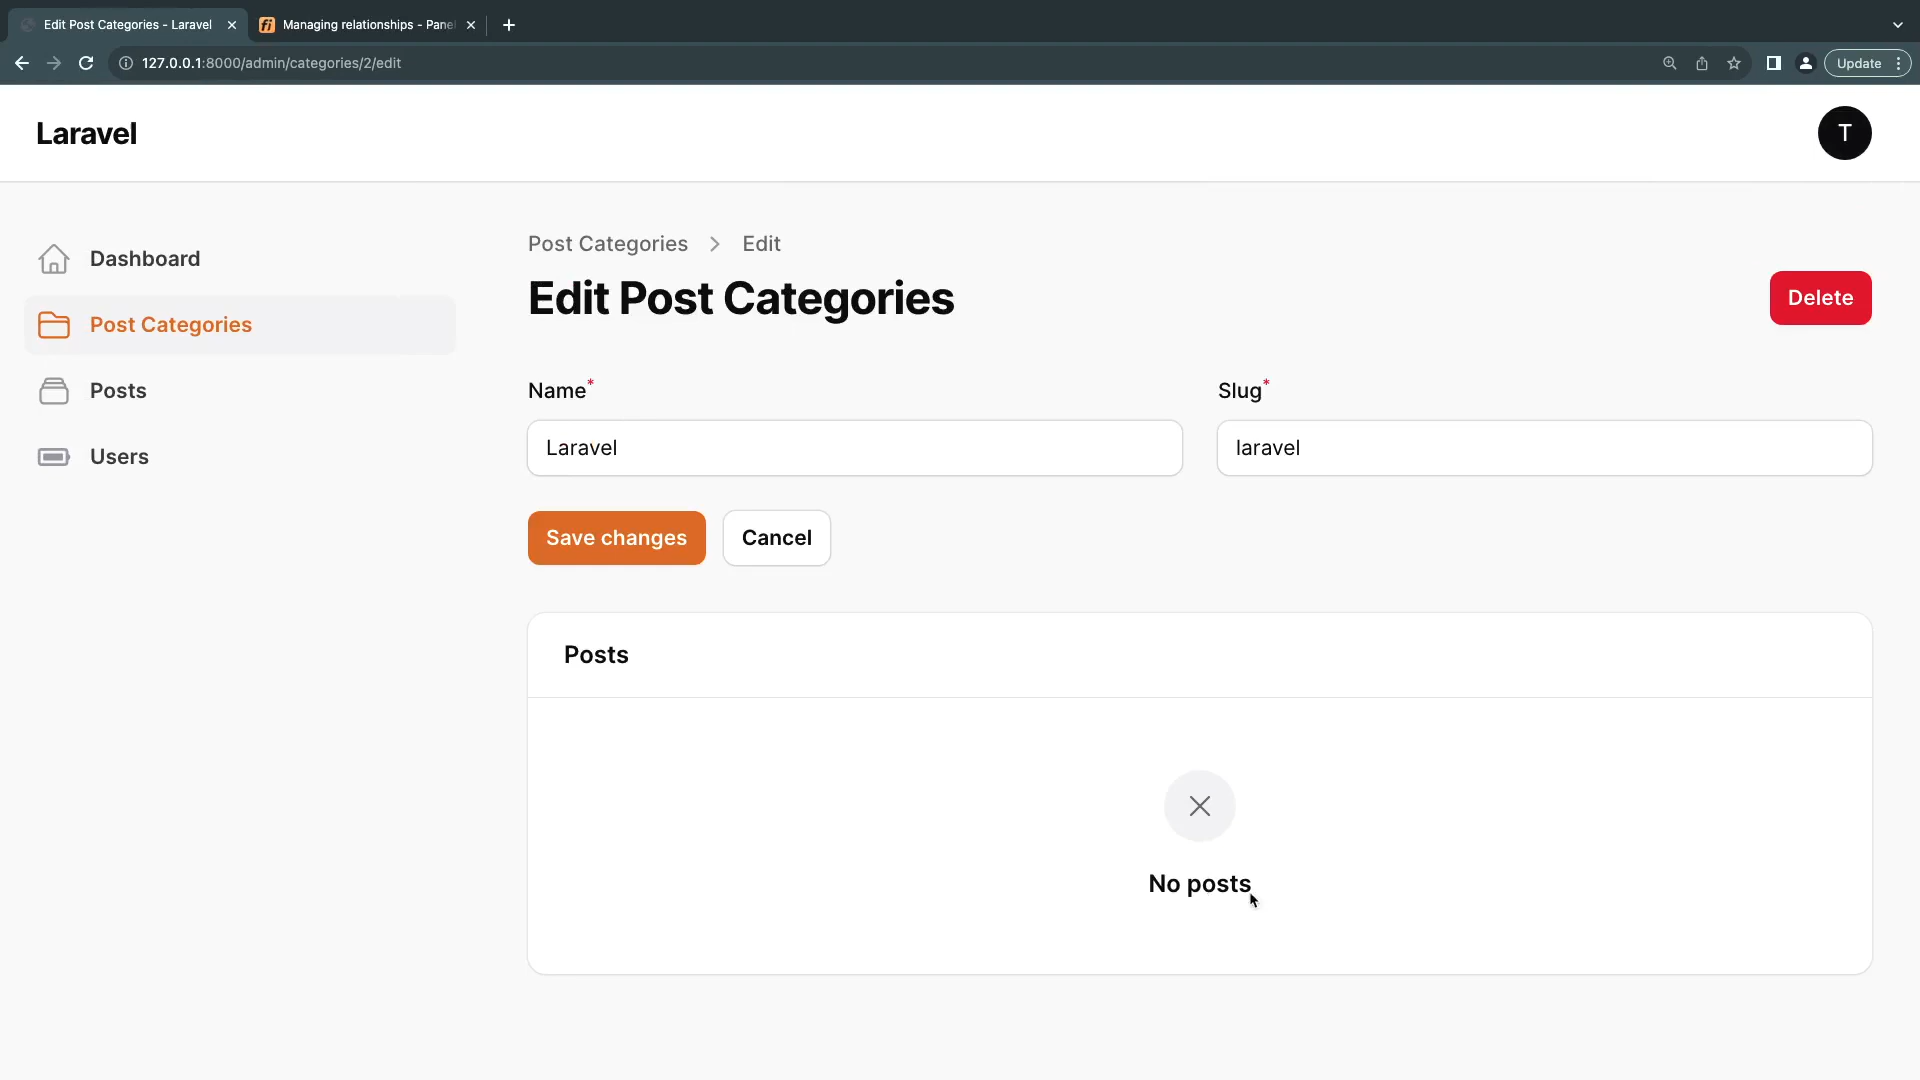 Edit Post Categories - Laravel
Managing relationships - Pane
127.0.0.1:8000/admin/categories/2/edit
Update
Laravel
T
Dashboard
Post Categories
Posts
Users
Post Categories > Edit
Edit Post Categories
Delete
Name*
Slug*
Laravel
laravel
Save changes
Cancel
Posts
No posts